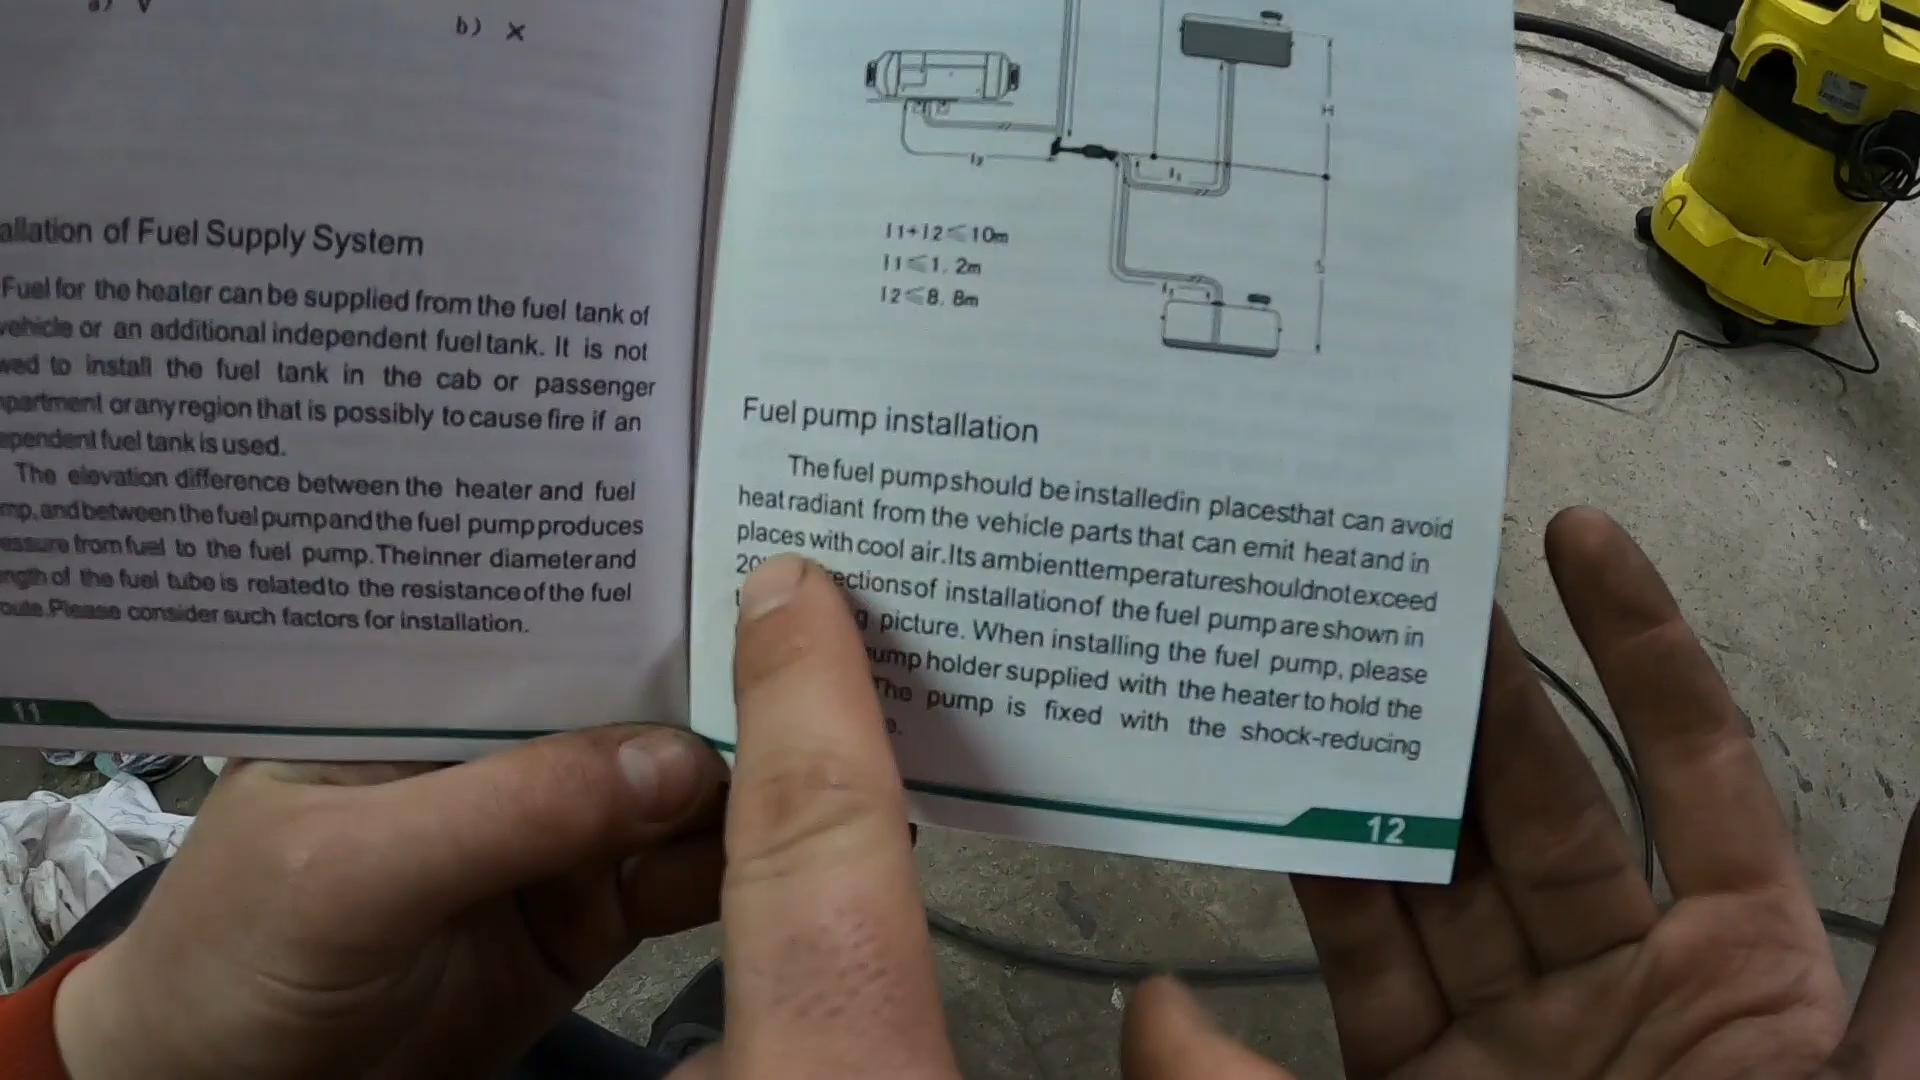 b) ×
allation of Fuel Supply System
Fuel for the heater can be supplied from the fuel tank of
vehicle or an additional independent fuel tank. It is not
wed to install the fuel tank in the cab or passenger
partment or any region that is possibly to cause fire if an
ependent fuel tank is used.
The elevation difference between the heater and fuel
mp, and between the fuel pump and the fuel pump produces
essure from fuel to the fuel pump. The inner diameter and
ength of the fuel tube is related to the resistance of the fuel
oute. Please consider such factors for installation.
11
H
l2
l1
l1+l2≤10m
l1≤1. 2m
l2≤8. 8m
Fuel pump installation
The fuel pump should be installed in places that can avoid
heat radiant from the vehicle parts that can emit heat and in
places with cool air. Its ambient ttemperature should not exceed
20 ections of installation of the fuel pump are shown in
g picture. When installing the fuel pump, please
ump holder supplied with the heater to hold the
The pump is fixed with the shock-reducing
e.
12